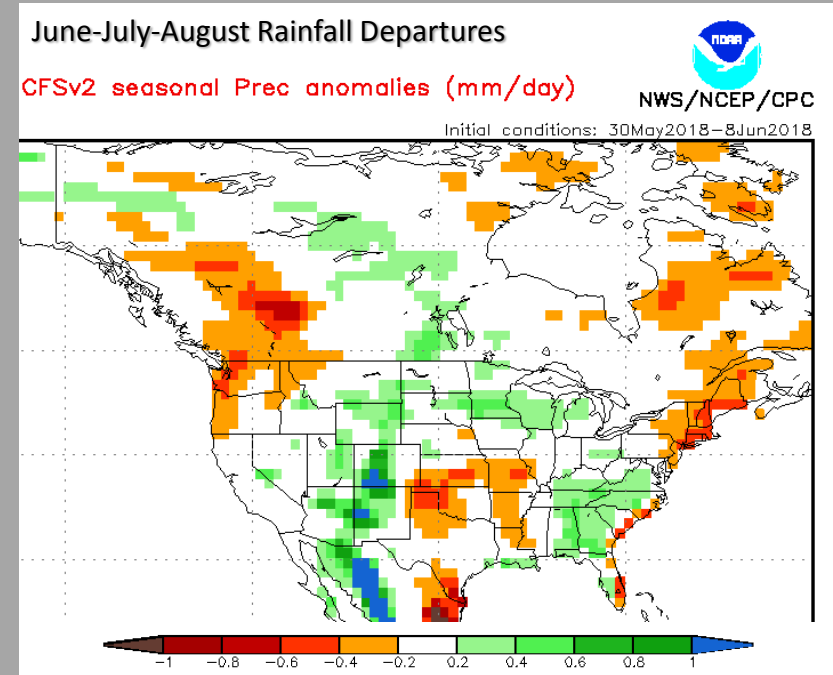 June-July-August Rainfall Departures
NOAA
CFSv2 seasonal Prec anomalies (mm/day)
NWS/NCEP/CPC
Initial conditions: 30May2018-8Jun2018
-1 -0.8 -0.6 -0.4 -0.2 0.2 0.4 0.6 0.8 1